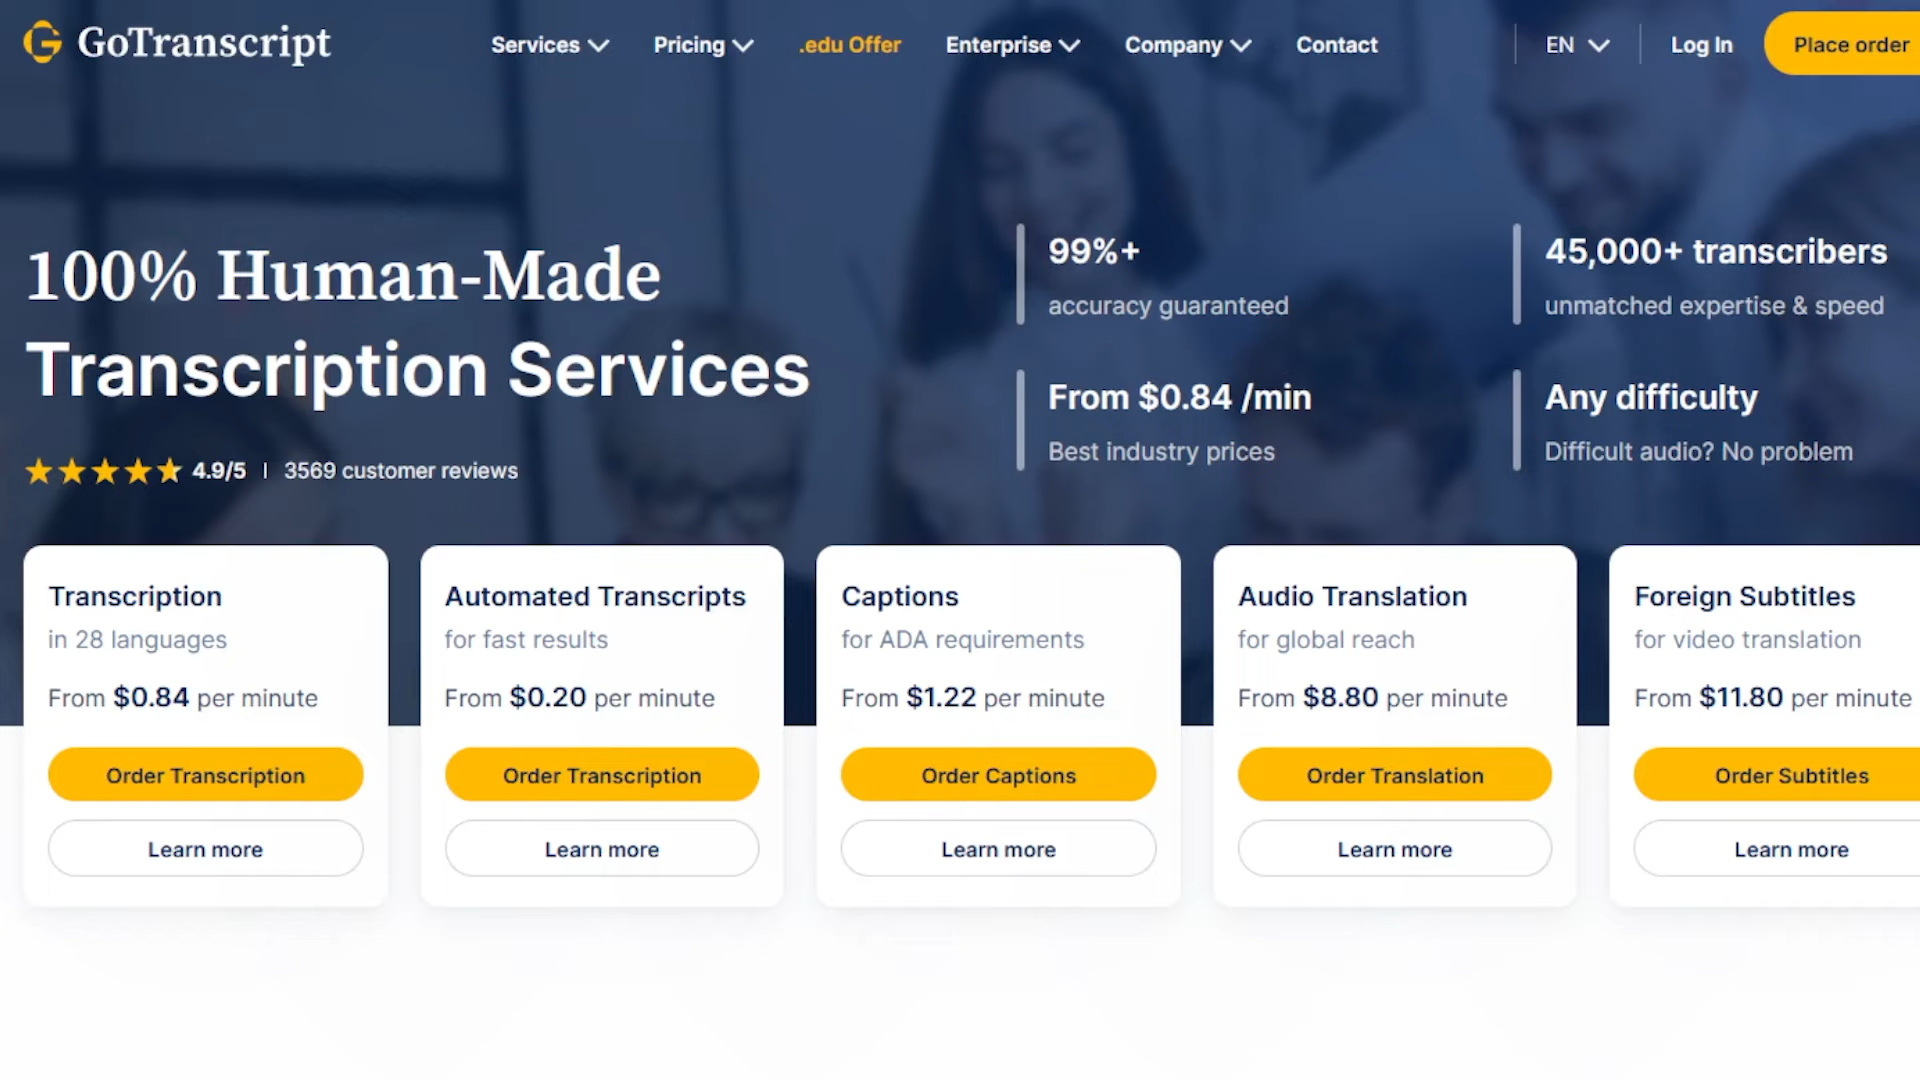 GoTranscript
Services
Pricing
.edu Offer
Enterprise
Company
Contact
EN
Log In
Place order
100% Human-Made
Transcription Services
4.9/5 | 3569 customer reviews
99%+
accuracy guaranteed
45,000+ transcribers
unmatched expertise & speed
From $0.84 /min
Best industry prices
Any difficulty
Difficult audio? No problem
Transcription
in 28 languages
From $0.84 per minute
Order Transcription
Learn more
Automated Transcripts
for fast results
From $0.20 per minute
Order Transcription
Learn more
Captions
for ADA requirements
From $1.22 per minute
Order Captions
Learn more
Audio Translation
for global reach
From $8.80 per minute
Order Translation
Learn more
Foreign Subtitles
for video translation
From $11.80 per minute
Order Subtitles
Learn more